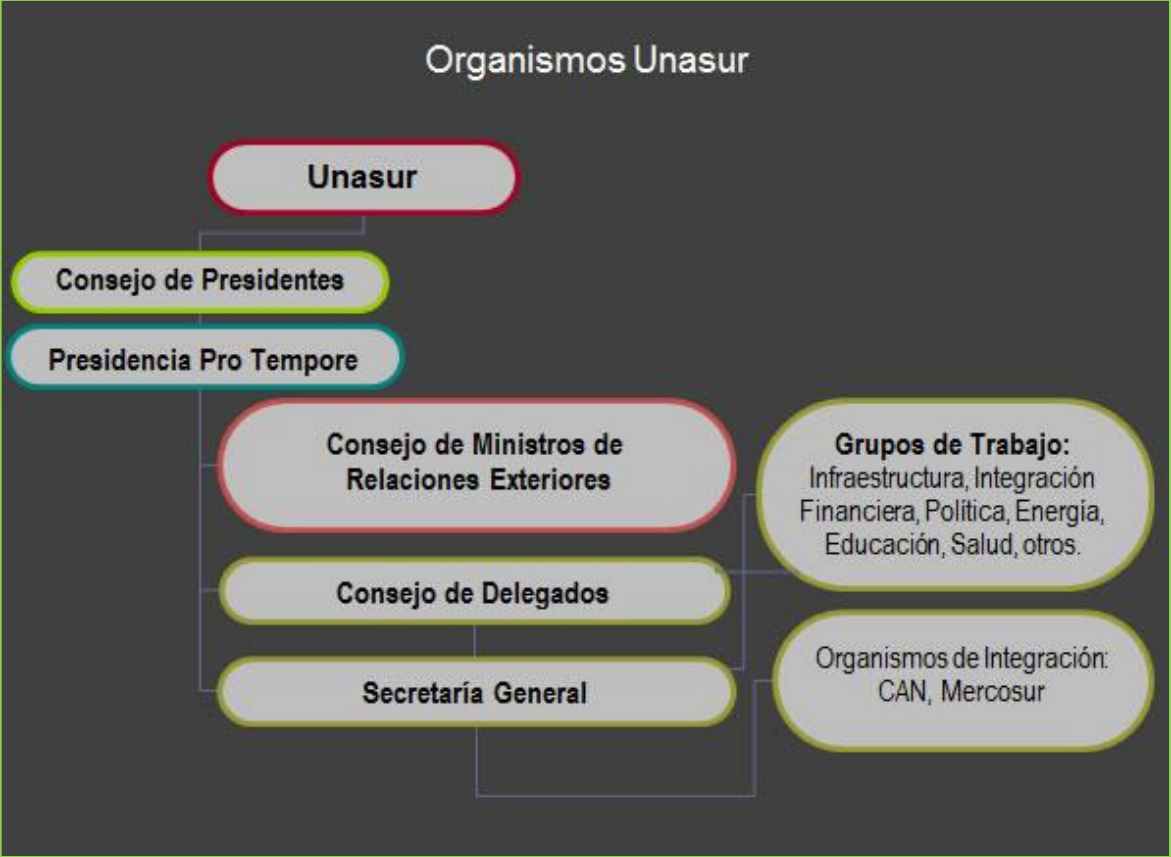 Organismos Unasur
Unasur
Consejo de Presidentes
Presidencia Pro Tempore
Consejo de Ministros de
Relaciones Exteriores
Consejo de Delegados
Secretaría General
Grupos de Trabajo:
Infraestructura, Integración
Financiera, Política, Energía,
Educación, Salud, otros.
Organismos de Integración:
CAN, Mercosur